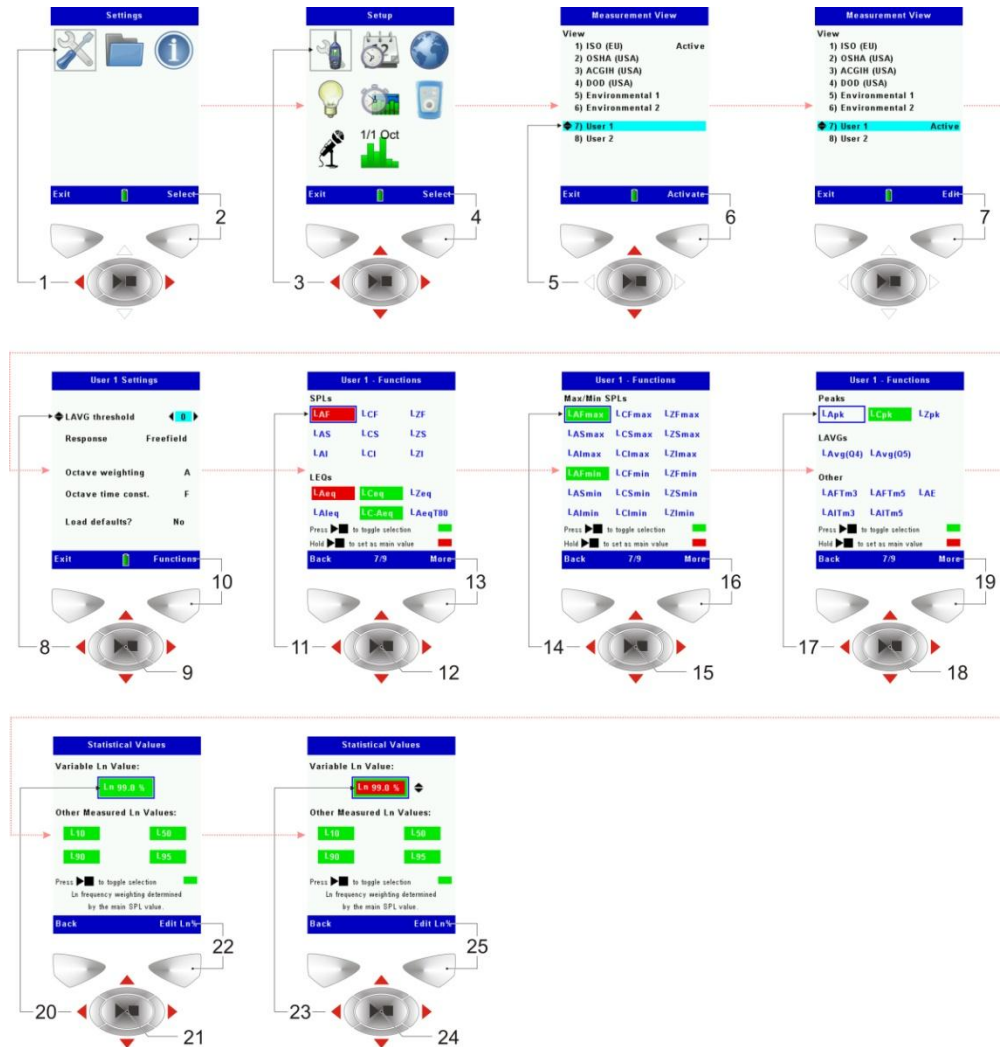 Settings
Exit
Select
2
1
Setup
1/1 Oct
Exit
Select
4
3
Measurement View
View
1) ISO (EU) Active
2) OSHA (USA)
3) ACGIH (USA)
4) DOD (USA)
5) Environmental 1
6) Environmental 2
7) User 1
8) User 2
Exit
Activate
6
5
Measurement View
View
1) ISO (EU)
2) OSHA (USA)
3) ACGIH (USA)
4) DOD (USA)
5) Environmental 1
6) Environmental 2
7) User 1 Active
8) User 2
Exit
Edit
7
User 1 Settings
LAVG threshold 0
Response Freefield
Octave weighting A
Octave time const. F
Load defaults? No
Exit
Functions
10
8
9
User 1 - Functions
SPLs
LAF LCF LZF
LAS LCS LZS
LAI LCI LZI
LEQs
LAeq LCeq LZeq
LAIeq LC-Aeq LAeqT80
Press to toggle selection
Hold to set as main value
Back 7/9 More
13
11
12
User 1 - Functions
Max/Min SPLs
LAFmax LCFmax LZFmax
LASmax LCSmax LZSmax
LAImax LCImax LZImax
LAFmin LCFmin LZFmin
LASmin LCSmin LZSmin
LAImin LCImin LZImin
Press to toggle selection
Hold to set as main value
Back 7/9 More
16
14
15
User 1 - Functions
Peaks
LApk LCpk LZpk
LAVGs
LAvg(Q4) LAvg(Q5)
Other
LAFTm3 LAFTm5 LAE
LAITm3 LAITm5
Press to toggle selection
Hold to set as main value
Back 7/9 More
19
17
18
Statistical Values
Variable Ln Value:
Ln 99.0 %
Other Measured Ln Values:
L10 L50
L90 L95
Press to toggle selection
Ln frequency weighting determined
by the main SPL value.
Back Edit Ln%
22
20
21
Statistical Values
Variable Ln Value:
Ln 99.0 %
Other Measured Ln Values:
L10 L50
L90 L95
Press to toggle selection
Ln frequency weighting determined
by the main SPL value.
Back Edit Ln%
25
23
24